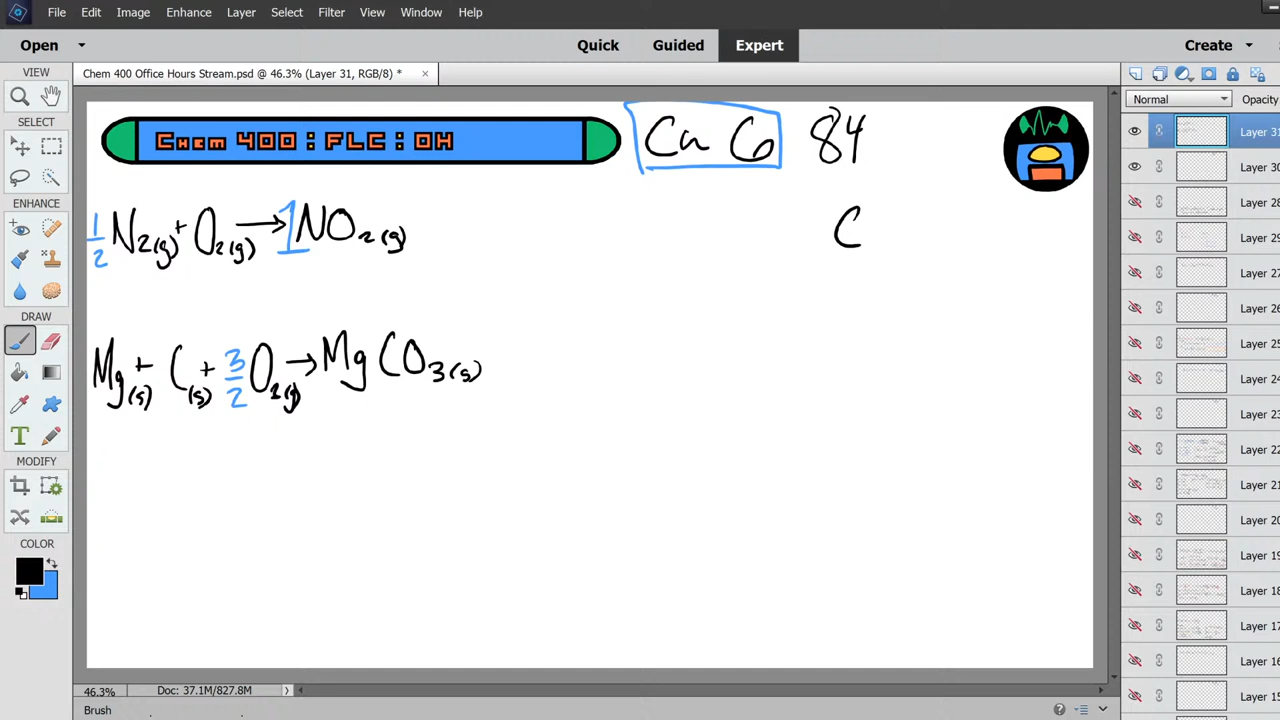 File Edit Image Enhance Layer Select Filter View Window Help
Open Quick Guided Expert Create
Chem 400 Office Hours Stream.psd @ 46.3% (Layer 31, RGB/8) * ×
VIEW
SELECT
ENHANCE
DRAW
MODIFY
COLOR
Chem 400:FLC:OH
Ch 6 84
C
1/2 N2(g) + O2(g) → 1 NO2(g)
Mg(s) + C(s) + 3/2 O2(g) → MgCO3(s)
Normal Opacity
Layer 31
Layer 30
Layer 29
Layer 28
Layer 27
Layer 26
Layer 25
Layer 24
Layer 23
Layer 22
Layer 21
Layer 20
Layer 19
Layer 18
Layer 17
Layer 16
Layer 15
46.3% Doc: 37.1M/827.8M
Brush